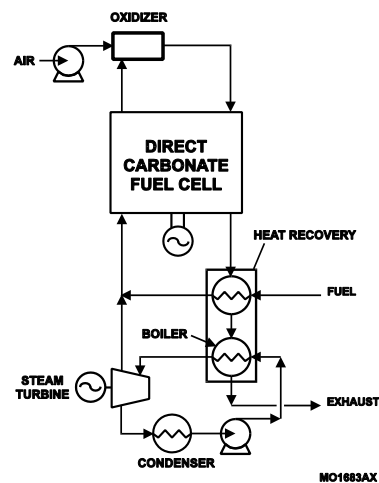 OXIDIZER
AIR
DIRECT
CARBONATE
FUEL CELL
HEAT RECOVERY
FUEL
BOILER
STEAM
TURBINE
EXHAUST
CONDENSER
MO1683AX